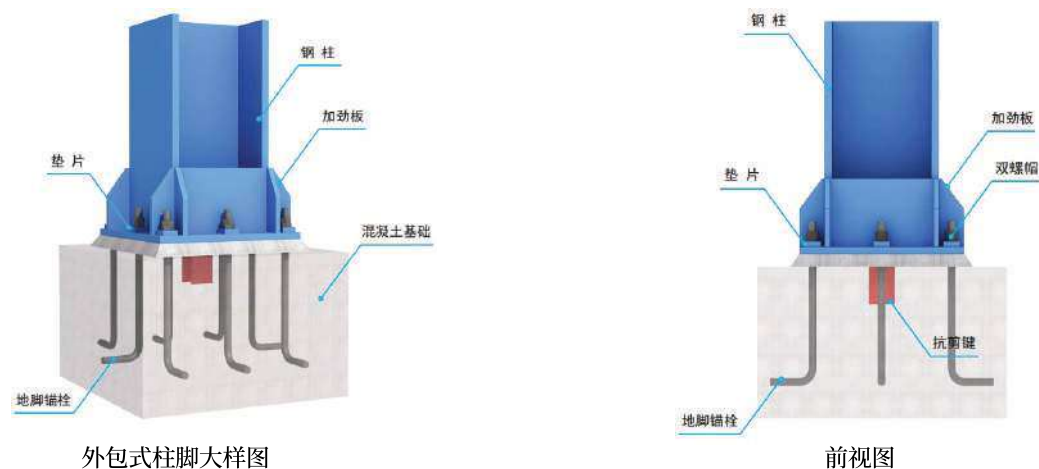 钢 柱
加劲板
垫 片
混凝土基础
地脚锚栓
外包式柱脚大样图
钢 柱
加劲板
双螺帽
垫 片
抗剪键
地脚锚栓
前视图